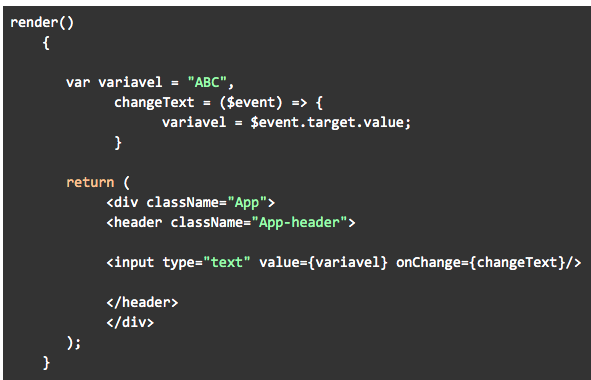 render()
{
var variavel = "ABC",
changeText = ($event) => {
variavel = $event.target.value;
}
return (
<div className="App">
<header className="App-header">
<input type="text" value={variavel} onChange={changeText}/>
</header>
</div>
);
}